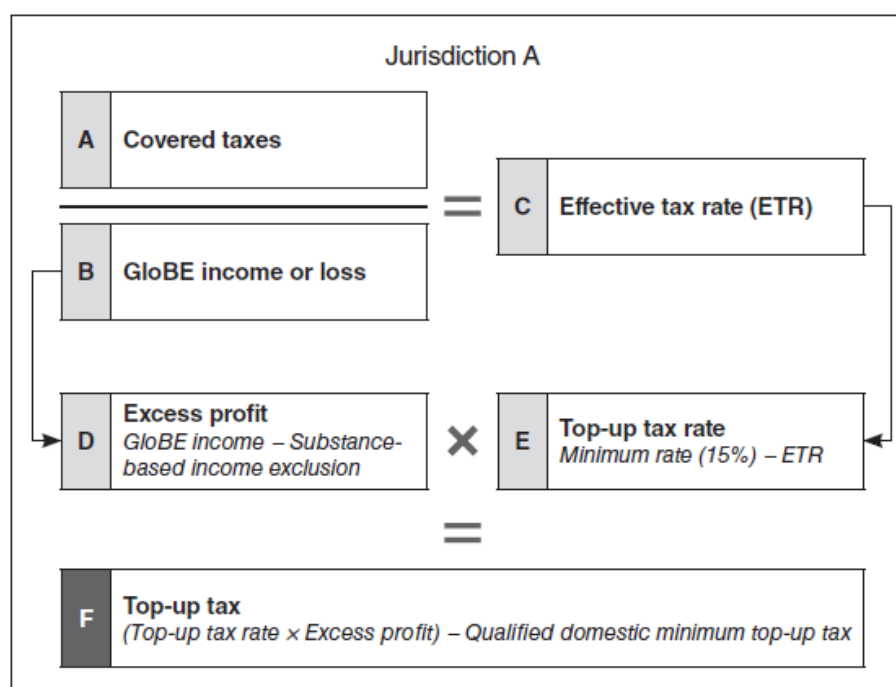 Jurisdiction A
A
Covered taxes
=
C
Effective tax rate (ETR)
B
GloBE income or loss
D
Excess profit
GloBE income – Substance-
based income exclusion
×
E
Top-up tax rate
Minimum rate (15%) – ETR
=
F
Top-up tax
(Top-up tax rate × Excess profit) – Qualified domestic minimum top-up tax